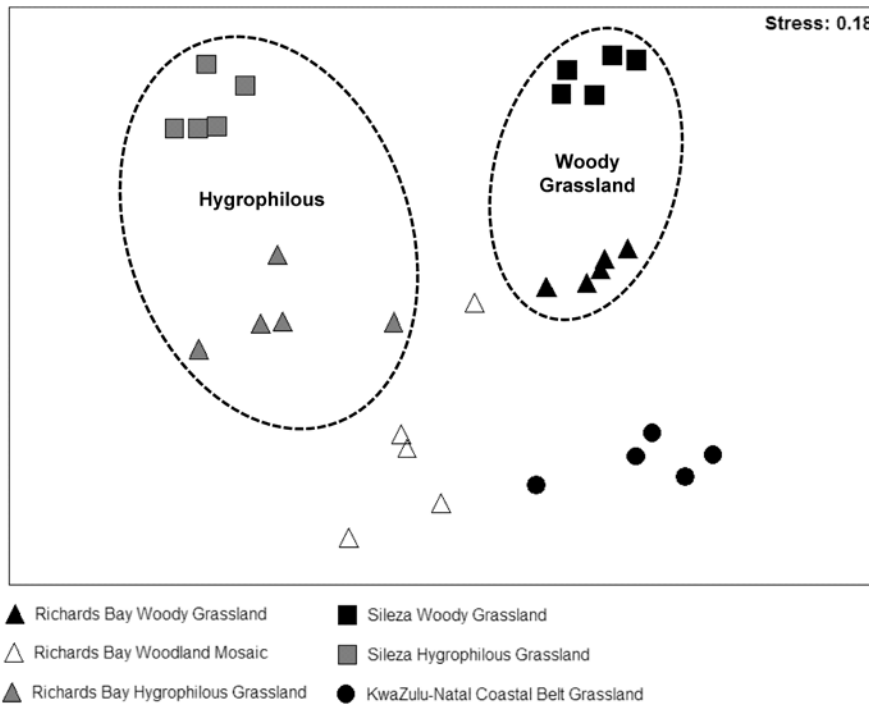 Stress: 0.18
Woody
Grassland
Hygrophilous
Richards Bay Woody Grassland
Sileza Woody Grassland
Richards Bay Woodland Mosaic
Sileza Hygrophilous Grassland
Richards Bay Hygrophilous Grassland
KwaZulu-Natal Coastal Belt Grassland